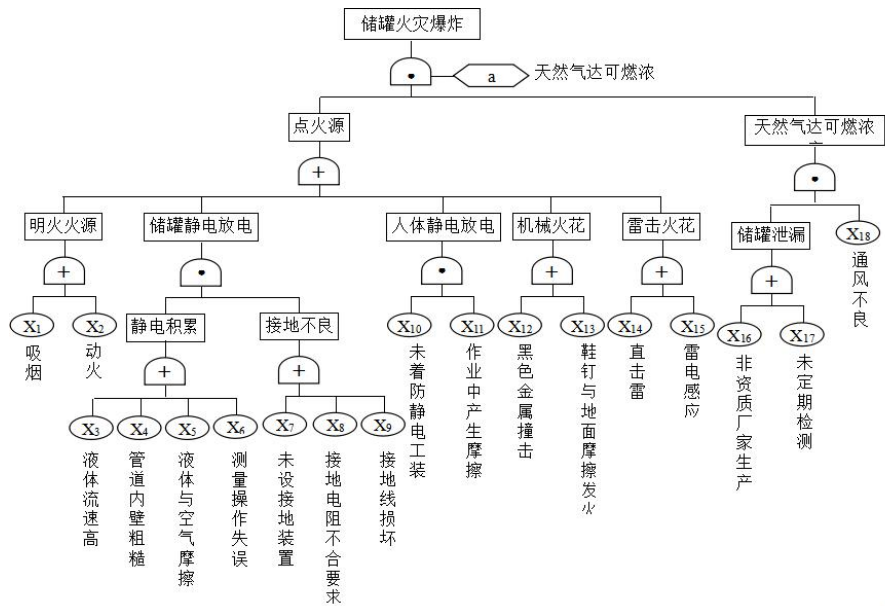 储罐火灾爆炸
a
天然气达可燃浓
点火源
天然气达可燃浓
+
明火火源
储罐静电放电
人体静电放电
机械火花
雷击火花
储罐泄漏
X18
通风不良
+
+
+
+
X1
吸烟
X2
动火
静电积累
接地不良
X10
未着防静电工装
X11
作业中产生摩擦
X12
黑色金属撞击
X13
鞋钉与地面摩擦发火
X14
直击雷
X15
雷电感应
X16
非资质厂家生产
X17
未定期检测
+
+
X3
液体流速高
X4
管道内壁粗糙
X5
液体与空气摩擦
X6
测量操作失误
X7
未设接地装置
X8
接地电阻不合要求
X9
接地线损坏